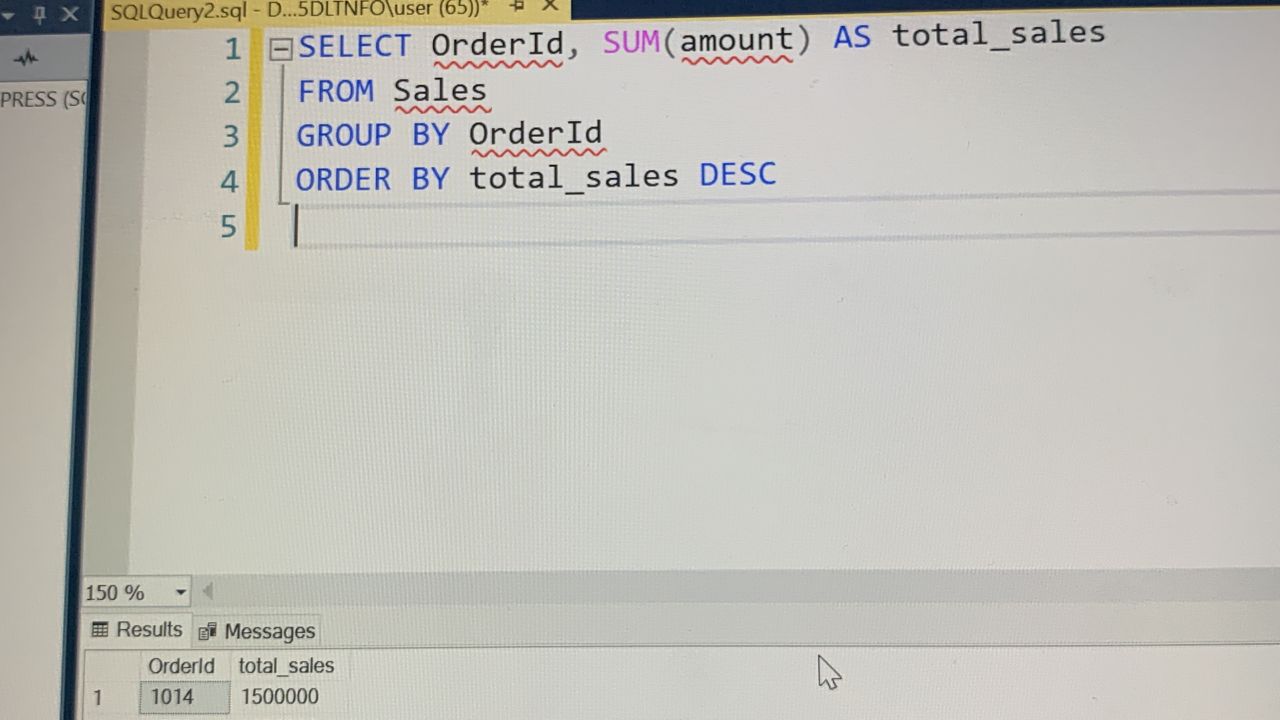 SQLQuery2.sql - D...5DLTNFO\user (65))*
PRESS (S
1 SELECT OrderId, SUM(amount) AS total_sales
2 FROM Sales
3 GROUP BY OrderId
4 ORDER BY total_sales DESC
5
150 %
Results Messages
OrderId total_sales
1 1014 1500000